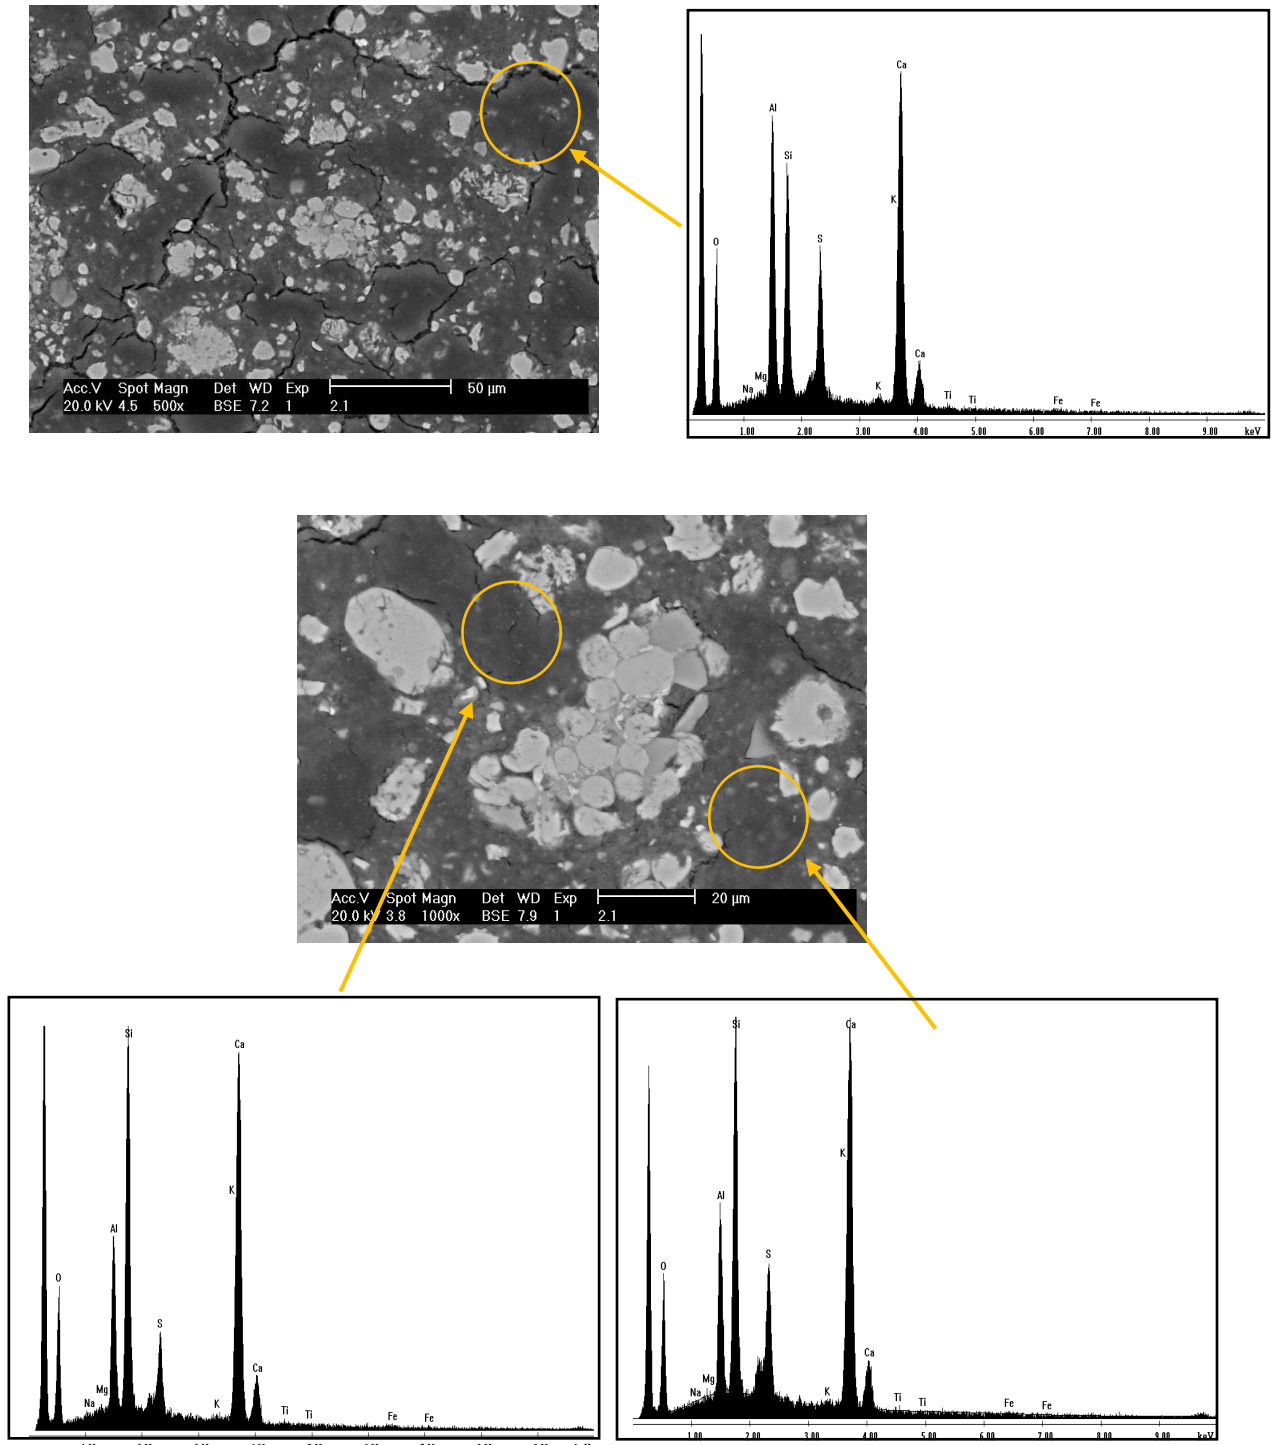 Acc.V Spot Magn Det WD Exp 50 µm
20.0 kV 4.5 500x BSE 7.2 1 2.1
Ca
Al
Si
K
O
S
Ca
Mg
Na
K
Ti
Ti
Fe
Fe
1.00 2.00 3.00 4.00 5.00 6.00 7.00 8.00 9.00 keV
Acc.V Spot Magn Det WD Exp 20 µm
20.0 kV 3.8 1000x BSE 7.9 1 2.1
Si
Ca
K
Al
O
S
Ca
Mg
Na
K
Ti
Ti
Fe
Fe
Si
Ca
K
Al
S
O
Ca
Mg
Na
K
Ti
Ti
Fe
Fe
1.00 2.00 3.00 4.00 5.00 6.00 7.00 8.00 9.00 keV